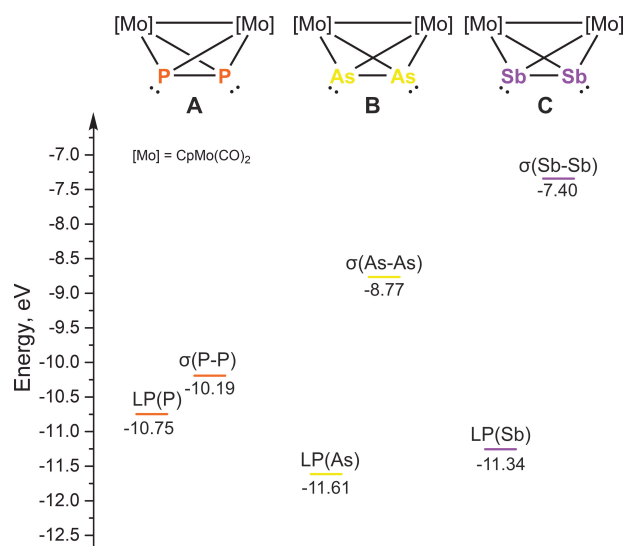 [Mo] [Mo] [Mo] [Mo] [Mo] [Mo]
P P As As Sb Sb
A B C
[Mo] = CpMo(CO)₂
Energy, eV
-7.0
-7.5
-8.0
-8.5
-9.0
-9.5
-10.0
-10.5
-11.0
-11.5
-12.0
-12.5
LP(P)
-10.75
σ(P-P)
-10.19
LP(As)
-11.61
σ(As-As)
-8.77
LP(Sb)
-11.34
σ(Sb-Sb)
-7.40